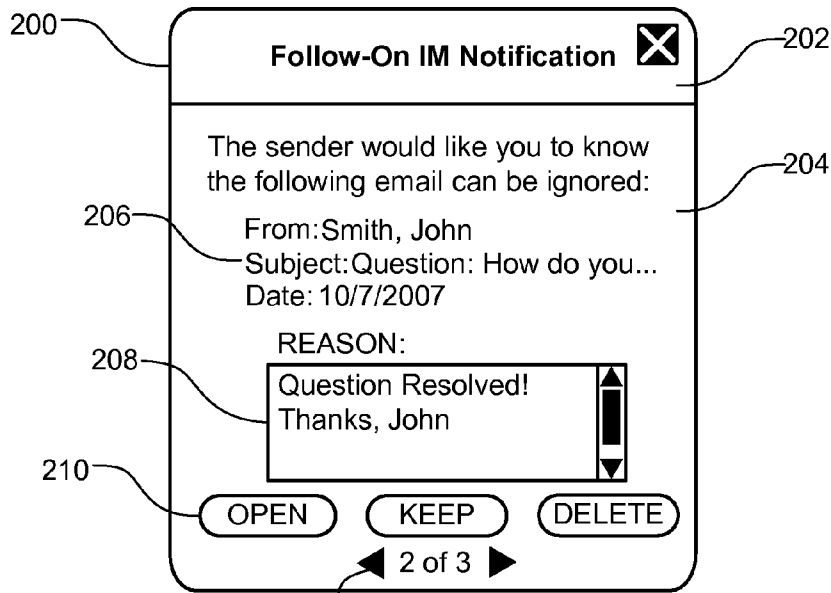 200
Follow-On IM Notification
202
The sender would like you to know
the following email can be ignored:
204
206
From: Smith, John
Subject: Question: How do you...
Date: 10/7/2007
REASON:
208
Question Resolved!
Thanks, John
210
OPEN KEEP DELETE
2 of 3